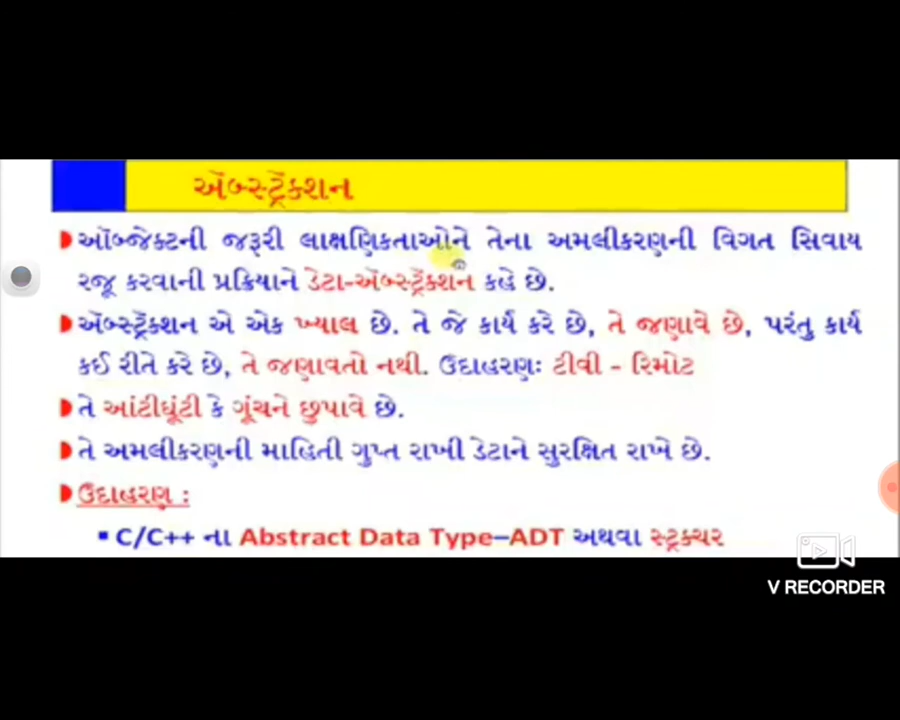 ઍબ્સ્ટ્રૅક્શન
ઑબ્જેક્ટની જરૂરી લાક્ષણિકતાઓને તેના અમલીકરણની વિગત સિવાય
રજૂ કરવાની પ્રક્રિયાને ડેટા-ઍબ્સ્ટ્રૅક્શન કહે છે.
ઍબ્સ્ટ્રૅક્શન એ એક ખ્યાલ છે. તે જે કાર્ય કરે છે, તે જણાવે છે, પરંતુ કાર્ય
કઈ રીતે કરે છે, તે જણાવતો નથી. ઉદાહરણઃ ટીવી - રિમોટ
તે આંટીઘૂંટી કે ગૂંચને છુપાવે છે.
તે અમલીકરણની માહિતી ગુપ્ત રાખી ડેટાને સુરક્ષિત રાખે છે.
ઉદાહરણ :
C/C++ ના Abstract Data Type–ADT અથવા સ્ટ્રક્ચર
V RECORDER